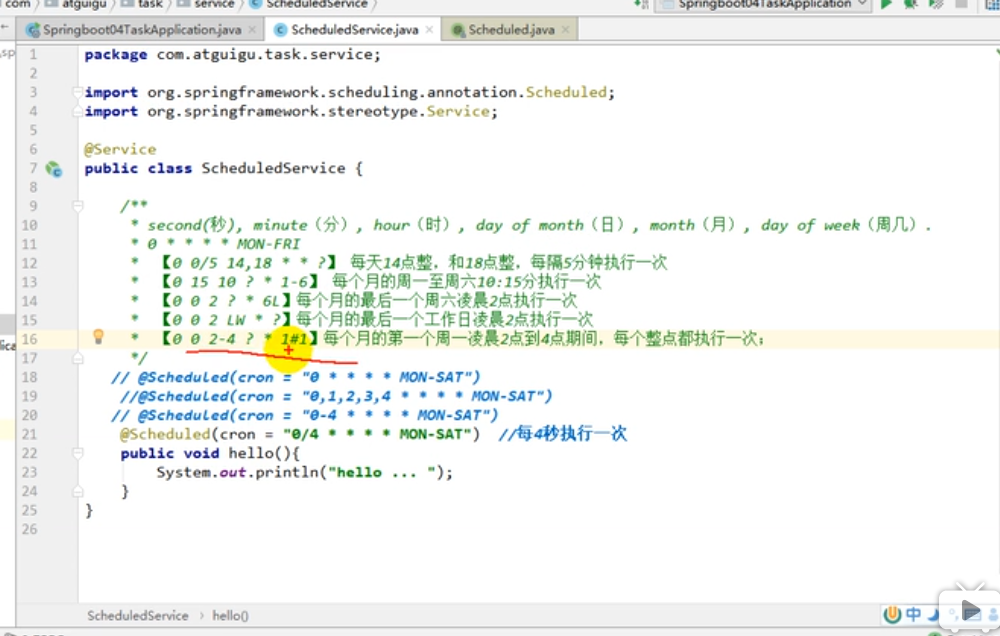 com atguigu task service ScheduledService Springboot04TaskApplication
Springboot04TaskApplication.java ScheduledService.java Scheduled.java
1 package com.atguigu.task.service;
2
3 import org.springframework.scheduling.annotation.Scheduled;
4 import org.springframework.stereotype.Service;
5
6 @Service
7 public class ScheduledService {
8
9 /**
10 * second(秒), minute（分）, hour（时）, day of month（日）, month（月）, day of week（周几）.
11 * 0 * * * * MON-FRI
12 * 【0 0/5 14,18 * * ?】 每天14点整，和18点整，每隔5分钟执行一次
13 * 【0 15 10 ? * 1-6】 每个月的周一至周六10:15分执行一次
14 * 【0 0 2 ? * 6L】每个月的最后一个周六凌晨2点执行一次
15 * 【0 0 2 LW * ?】每个月的最后一个工作日凌晨2点执行一次
16 * 【0 0 2-4 ? * 1#1】每个月的第一个周一凌晨2点到4点期间，每个整点都执行一次；
17 */
18 // @Scheduled(cron = "0 * * * * MON-SAT")
19 //@Scheduled(cron = "0,1,2,3,4 * * * * MON-SAT")
20 // @Scheduled(cron = "0-4 * * * * MON-SAT")
21 @Scheduled(cron = "0/4 * * * * MON-SAT") //每4秒执行一次
22 public void hello(){
23 System.out.println("hello ... ");
24 }
25 }
26
ScheduledService › hello()
中